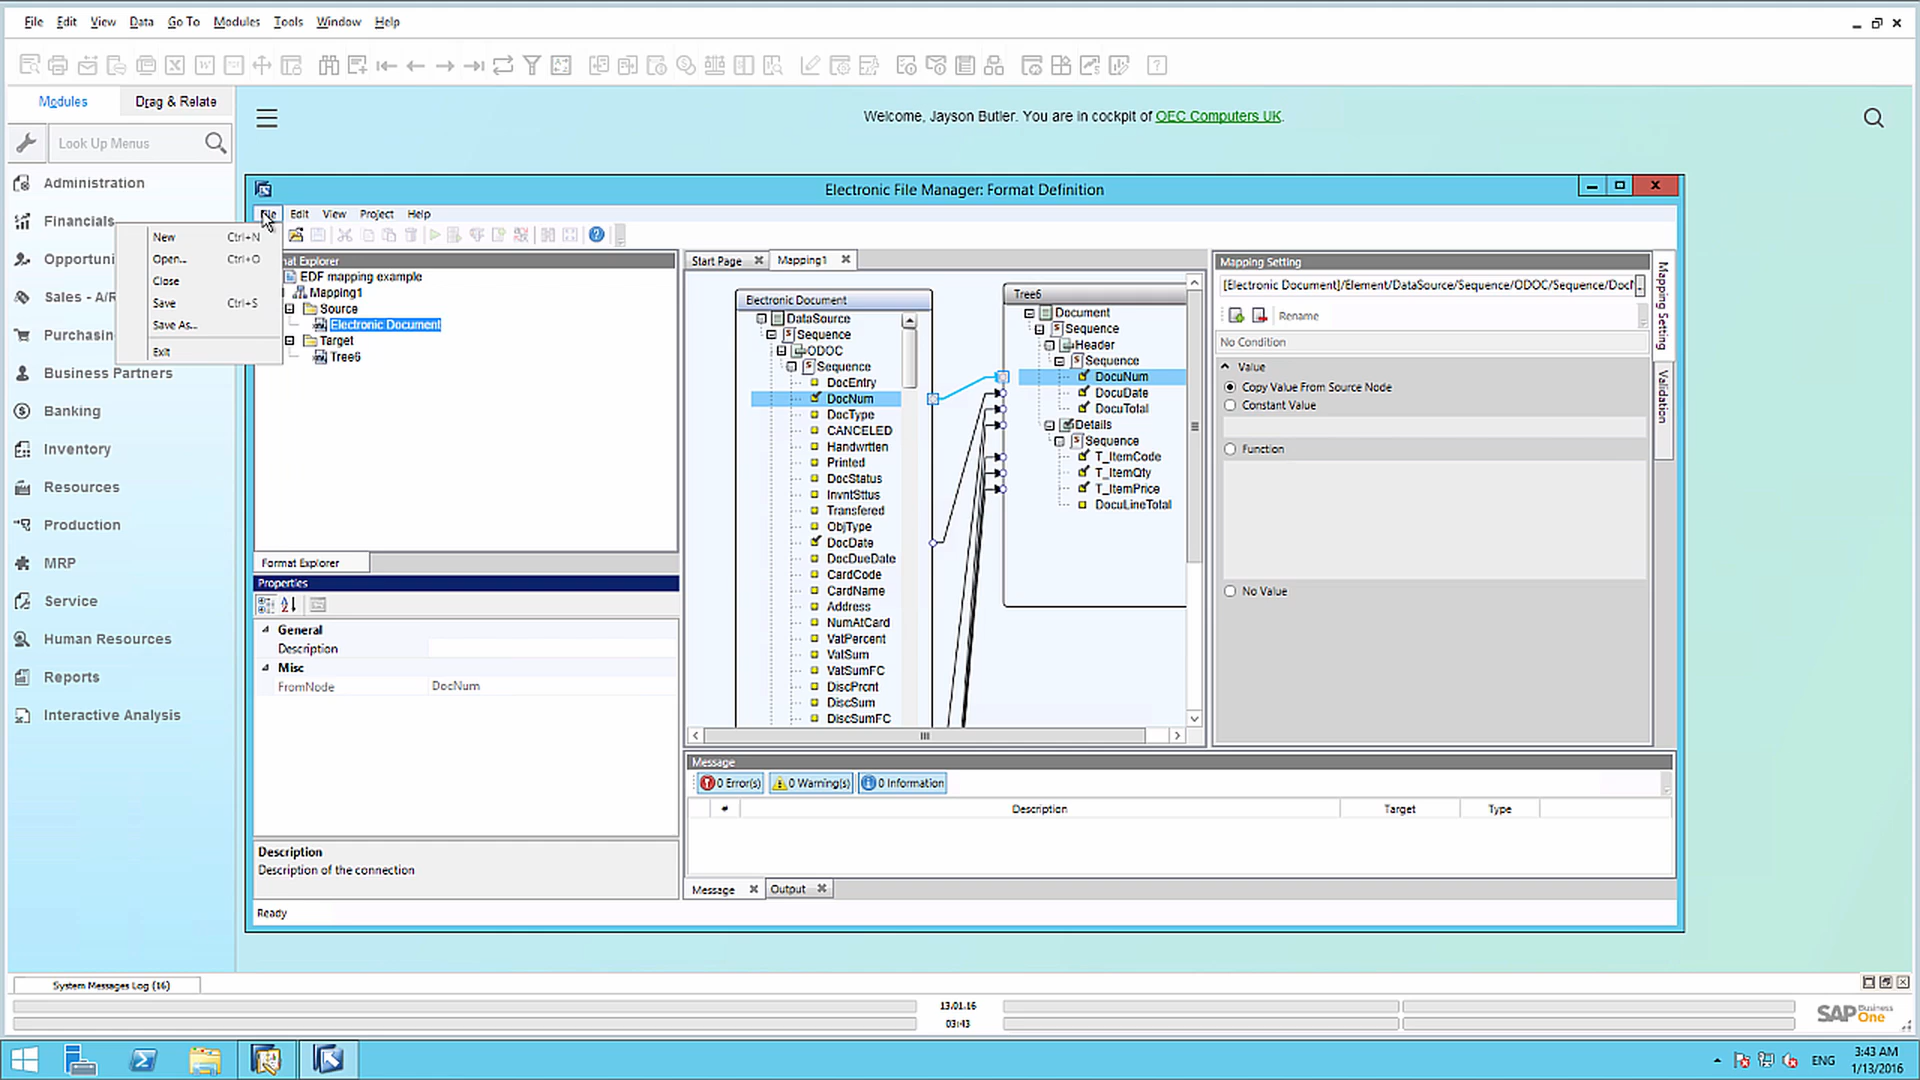 File Edit View Data Go To Modules Tools Window Help
Modules Drag & Relate
Look Up Menus
Welcome, Jayson Butler. You are in cockpit of OEC Computers UK.
Administration
Financials
Opportuni
Sales - A/R
Purchasin
Business Partners
Banking
Inventory
Resources
Production
MRP
Service
Human Resources
Reports
Interactive Analysis
Electronic File Manager: Format Definition
File Edit View Project Help
New Ctrl+N
Open... Ctrl+O
Close
Save Ctrl+S
Save As...
Exit
mat Explorer
EDF mapping example
Mapping1
Source
Electronic Document
Target
Tree6
Format Explorer
Properties
General
Description
Misc
FromNode DocNum
Description
Description of the connection
Ready
Start Page Mapping1
Electronic Document
DataSource
Sequence
ODOC
Sequence
DocEntry
DocNum
DocType
CANCELED
Handwrtten
Printed
DocStatus
InvntSttus
Transfered
ObjType
DocDate
DocDueDate
CardCode
CardName
Address
NumAtCard
VatPercent
VatSum
VatSumFC
DiscPrcnt
DiscSum
DiscSumFC
Tree6
Document
Sequence
Header
Sequence
DocuNum
DocuDate
DocuTotal
Details
Sequence
T_ItemCode
T_ItemQty
T_ItemPrice
DocuLineTotal
Mapping Setting
[Electronic Document]/Element/DataSource/Sequence/ODOC/Sequence/Docl
Rename
No Condition
Value
Copy Value From Source Node
Constant Value
Function
No Value
Mapping Setting
Validation
Message
0 Error(s) 0 Warning(s) 0 Information
# Description Target Type
Message Output
System Messages Log (16)
13.01.16
03:43
SAP Business One
ENG
3:43 AM
1/13/2016